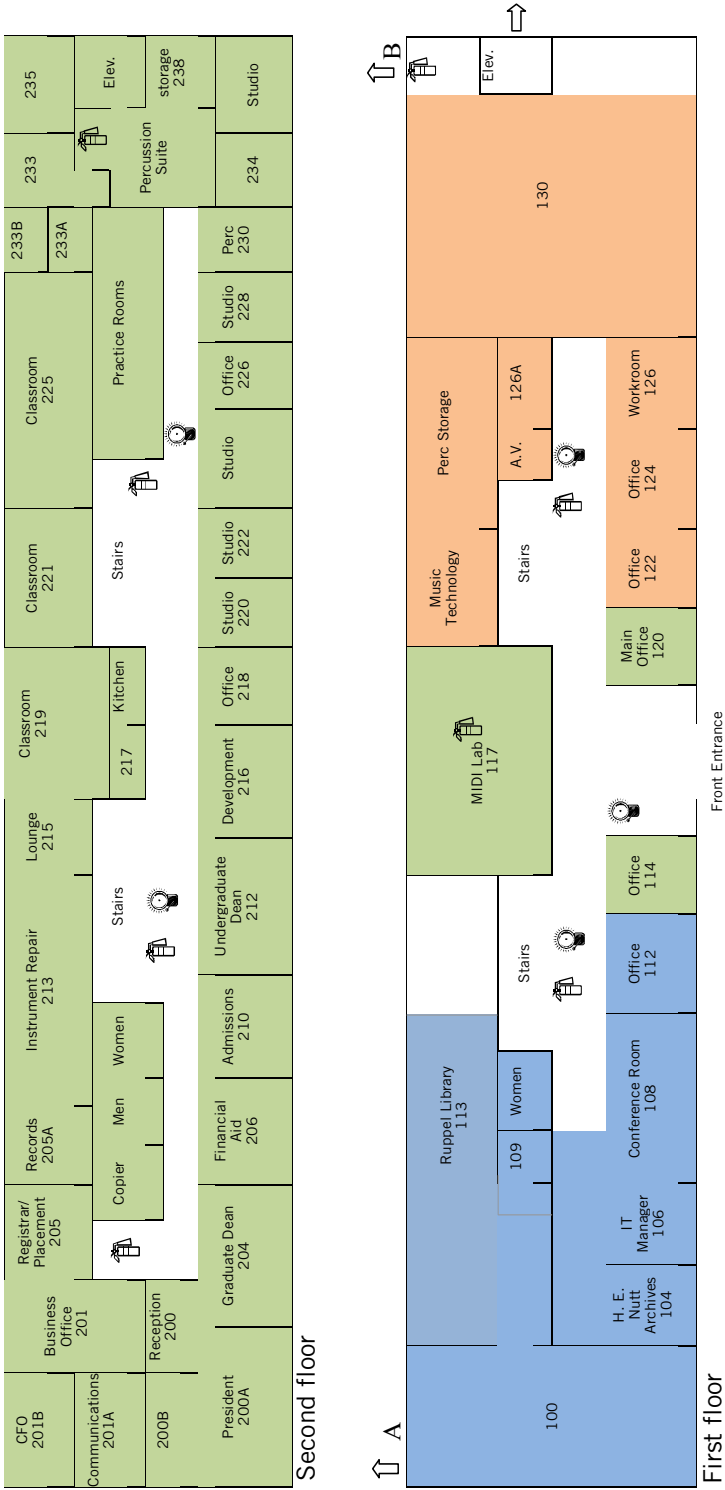 CFO
201B
Communications
201A
200B
President
200A
Business
Office
201
Reception
200
Graduate Dean
204
Registrar/
Placement
205
Records
205A
Copier
Men
Women
Financial
Aid
206
Admissions
210
Instrument Repair
213
Lounge
215
Stairs
Undergraduate
Dean
212
Development
216
Classroom
219
217
Kitchen
Office
218
Studio
220
Studio
222
Classroom
221
Stairs
Studio
Classroom
225
Practice Rooms
Office
226
Studio
228
Perc
230
233B
233A
233
235
Elev.
storage
238
Percussion
Suite
234
Studio
Second floor
A
100
H. E.
Nutt
Archives
104
IT
Manager
106
Conference Room
108
Ruppel Library
113
109
Women
Office
112
Office
114
Stairs
MIDI Lab
117
Front Entrance
Main
Office
120
Office
122
Office
124
Workroom
126
Music
Technology
Perc Storage
Stairs
A.V.
126A
130
Elev.
B
First floor